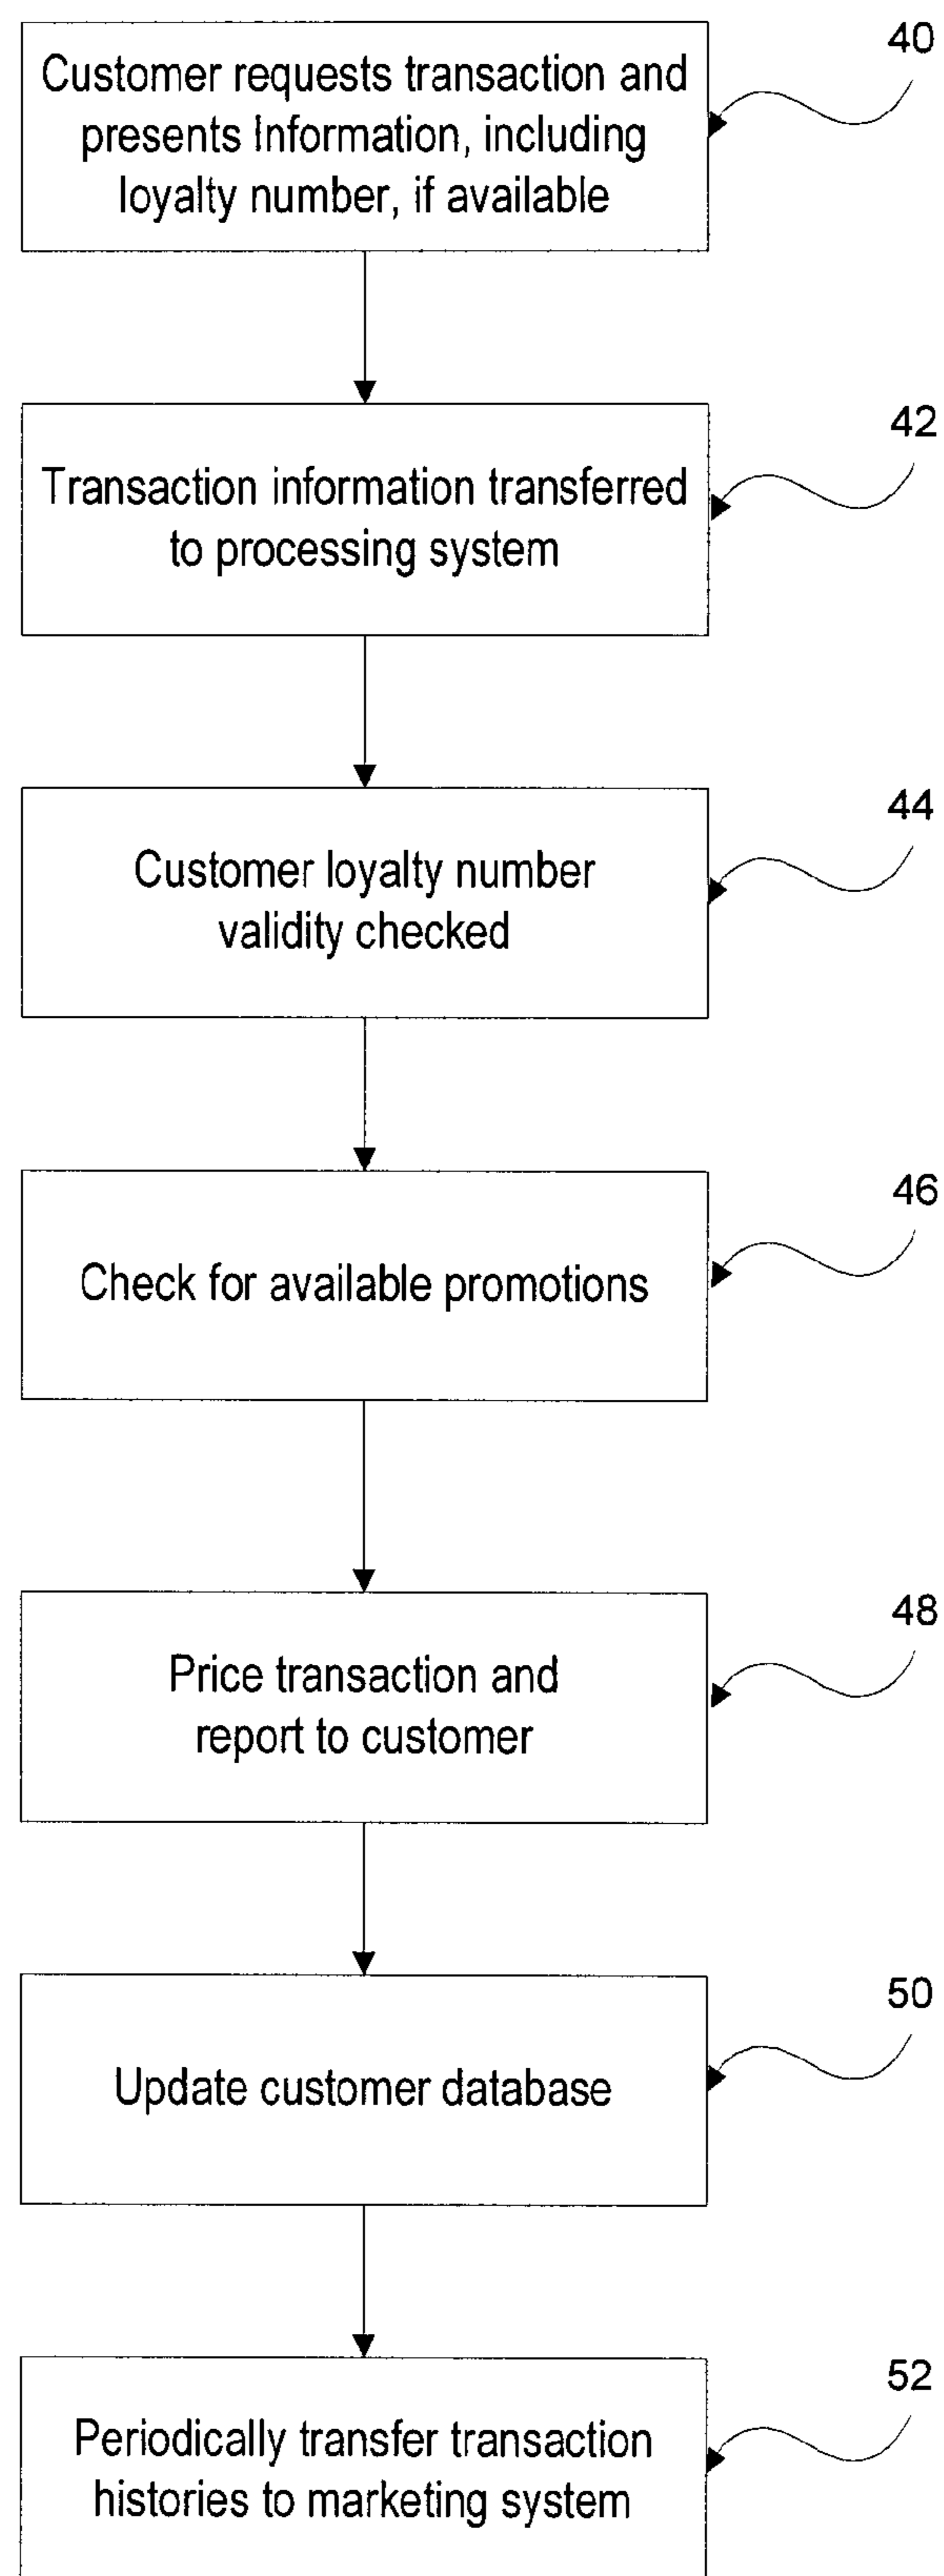 40
Customer requests transaction and
presents Information, including
loyalty number, if available
42
Transaction information transferred
to processing system
44
Customer loyalty number
validity checked
46
Check for available promotions
48
Price transaction and
report to customer
50
Update customer database
52
Periodically transfer transaction
histories to marketing system